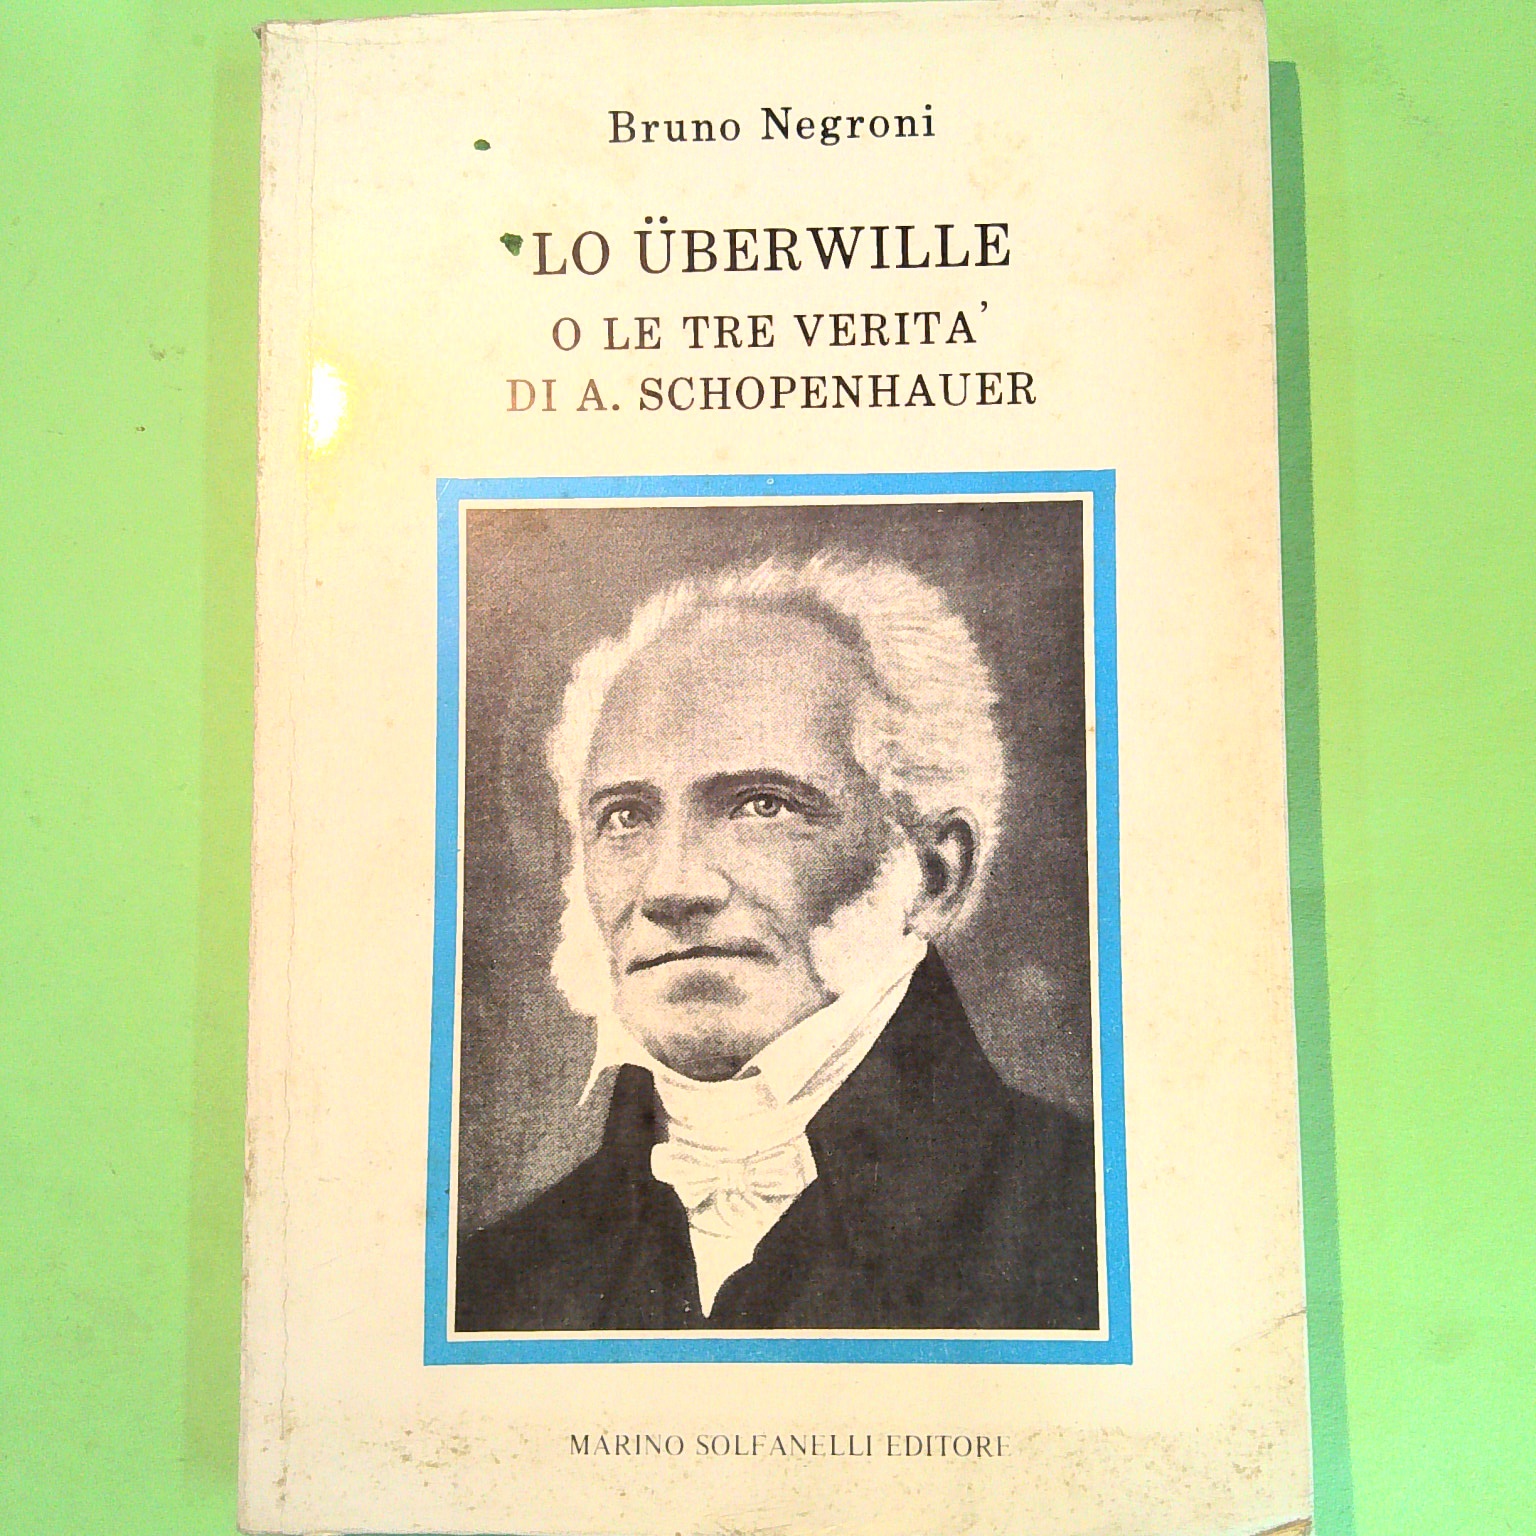 Bruno Negroni
LO ÜBERWILLE
O LE TRE VERITA'
DI A. SCHOPENHAUER
MARINO SOLFANELLI EDITORE